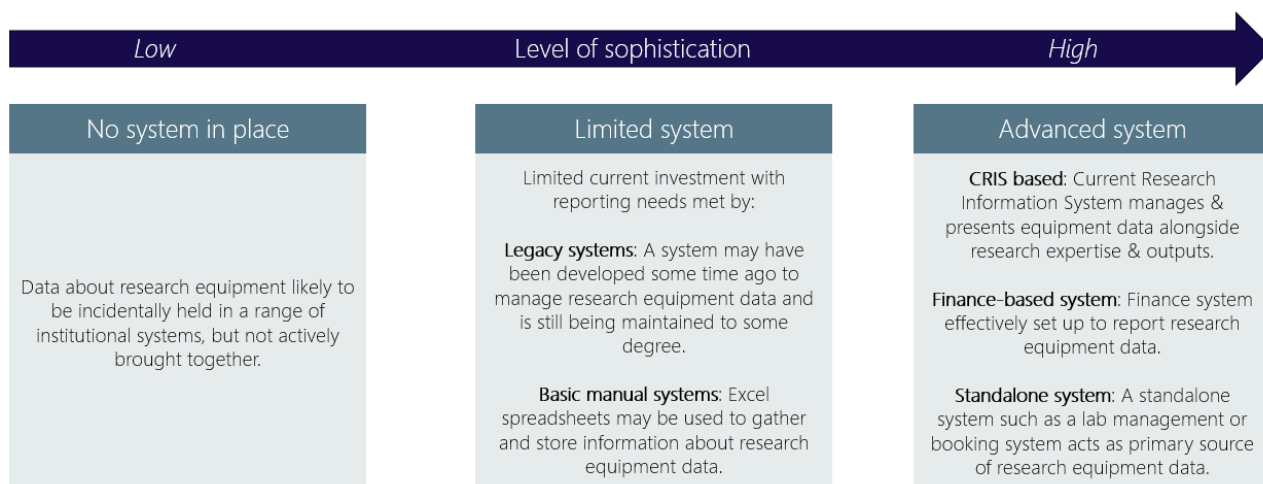 Low
Level of sophistication
High
No system in place
Data about research equipment likely to
be incidentally held in a range of
institutional systems, but not actively
brought together.
Limited system
Limited current investment with
reporting needs met by:
Legacy systems: A system may have
been developed some time ago to
manage research equipment data and
is still being maintained to some
degree.
Basic manual systems: Excel
spreadsheets may be used to gather
and store information about research
equipment data.
Advanced system
CRIS based: Current Research
Information System manages &
presents equipment data alongside
research expertise & outputs.
Finance-based system: Finance system
effectively set up to report research
equipment data.
Standalone system: A standalone
system such as a lab management or
booking system acts as primary source
of research equipment data.